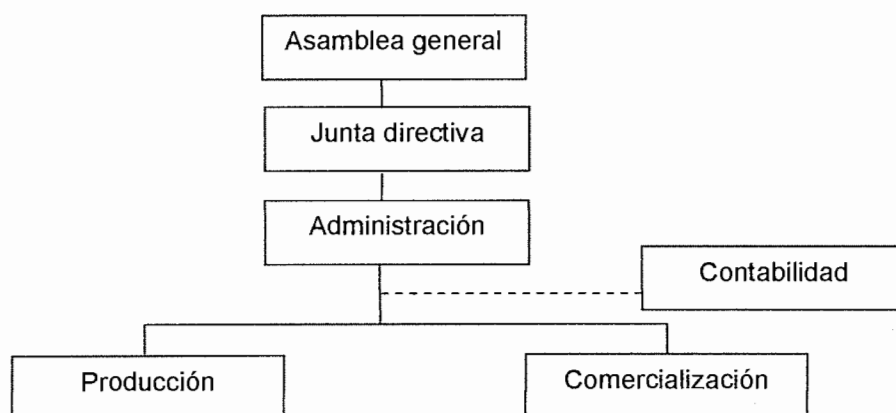 Asamblea general
Junta directiva
Administración
Contabilidad
Producción
Comercialización